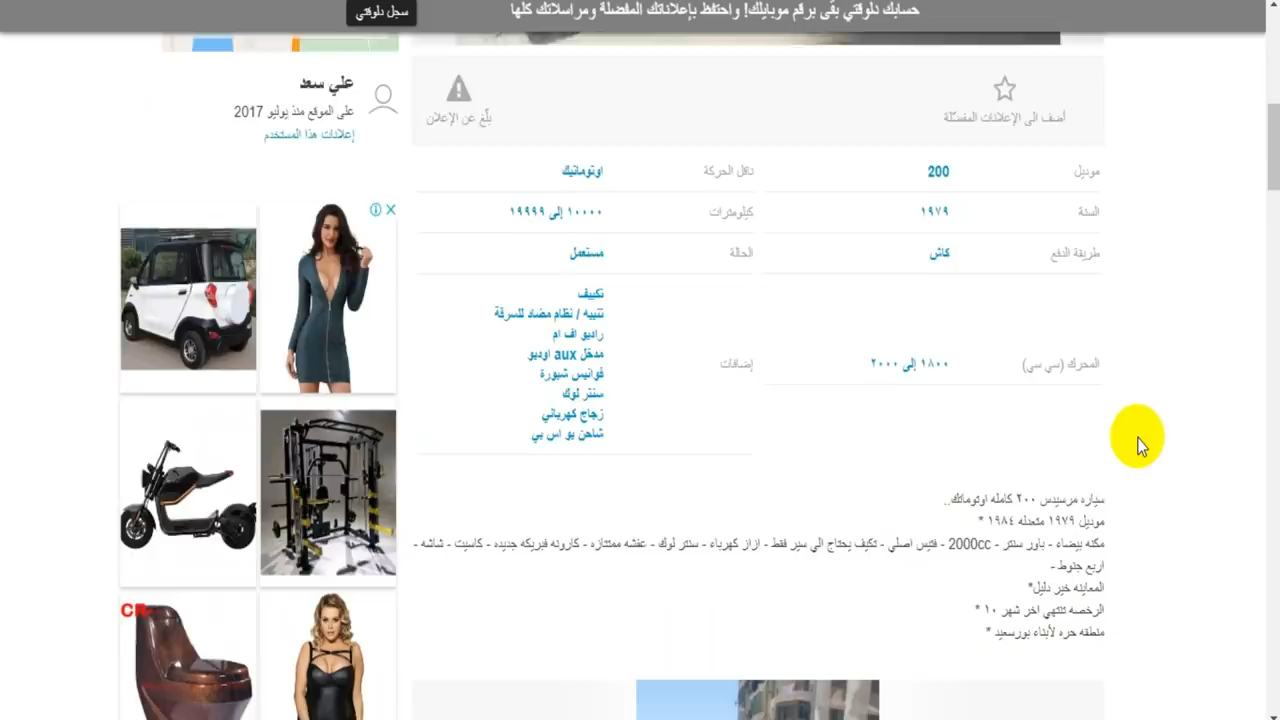 حسابك دلوقتي بقى برقم موبايلك! واحتفظ بإعلاناتك المفضلة ومراسلاتك كلها
سجل دلوقتي
أضف الى الإعلانات المفضّلة
بلّغ عن الإعلان
علي سعد
على الموقع منذ يوليو 2017
إعلانات هذا المستخدم
موديل 200
ناقل الحركة اوتوماتيك
السنة ١٩٧٩
كيلومترات ١٠٠٠٠ إلى ١٩٩٩٩
طريقة الدفع كاش
الحالة مستعمل
المحرك (سي سي) ١٨٠٠ إلى ٢٠٠٠
إضافات
تكييف
تنبيه / نظام مضاد للسرقة
راديو اف ام
مدخل aux اوديو
فوانيس شبورة
سنتر لوك
زجاج كهربائي
شاحن يو اس بي
سياره مرسيدس ٢٠٠ كامله اوتوماتك..
موديل ١٩٧٩ متعدله ١٩٨٤ *
مكنه بيضاء - باور سنتر - 2000cc - فتيس اصلي - تكيف يحتاج الي سير فقط - ازاز كهرباء - سنتر لوك - عفشه ممتتازه - كارونه فبريكه جديده - كاسيت - شاشه -
اربع جنوط -
المعاينه خير دليل*
الرخصه تنتهي اخر شهر ١٠ *
منطقه حره لأبناء بورسعيد *
CR